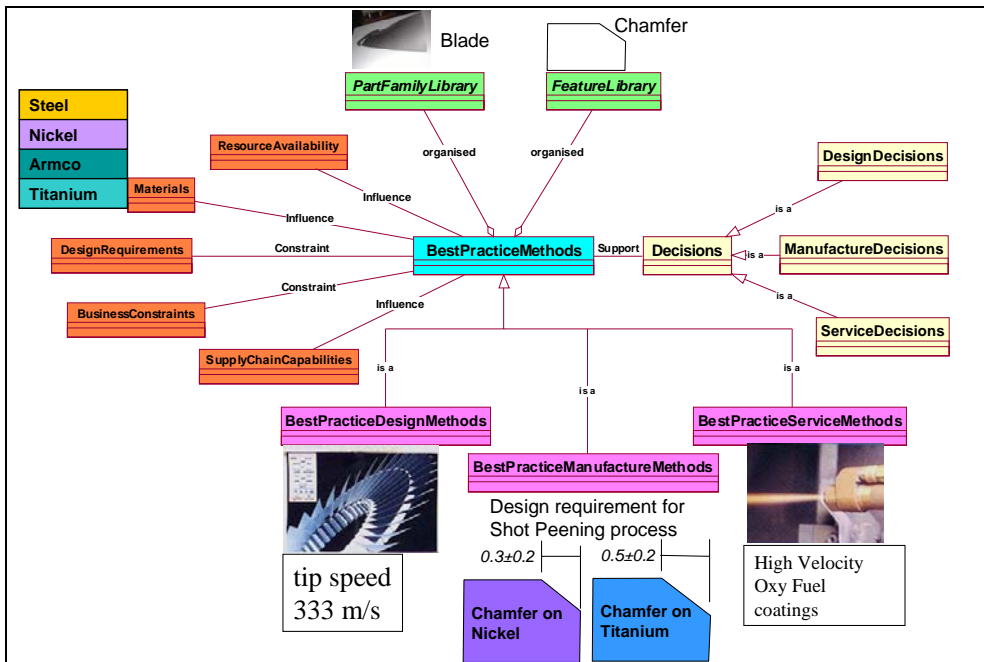 Blade
Chamfer
PartFamilyLibrary
FeatureLibrary
Steel
Nickel
Armco
Titanium
ResourceAvailability
organised
organised
DesignDecisions
Materials
Influence
Influence
is a
DesignRequirements
Constraint
BestPracticeMethods
Support
Decisions
is a
ManufactureDecisions
BusinessConstraints
Constraint
Influence
is a
ServiceDecisions
SupplyChainCapabilities
is a
is a
is a
BestPracticeDesignMethods
BestPracticeServiceMethods
BestPracticeManufactureMethods
Design requirement for
Shot Peening process
0.3±0.2
0.5±0.2
tip speed
333 m/s
Chamfer on
Nickel
Chamfer on
Titanium
High Velocity
Oxy Fuel
coatings